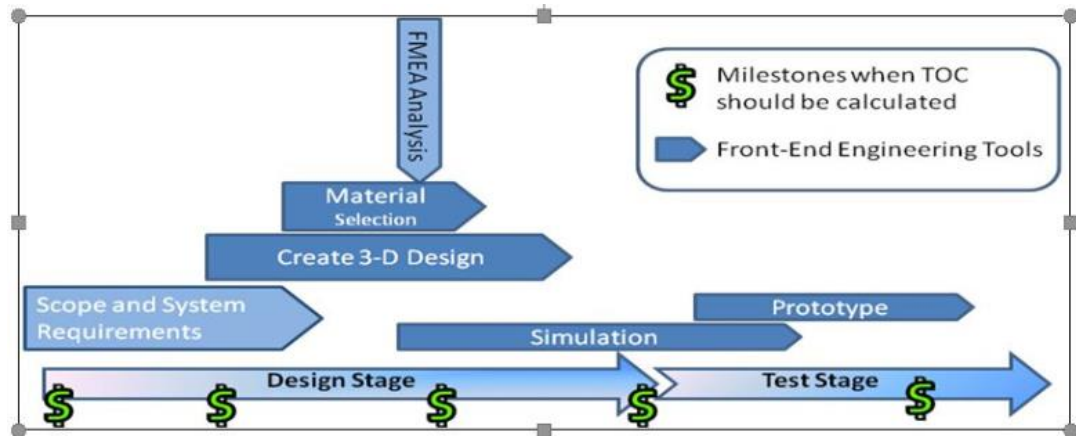 FMEA Analysis
$ Milestones when TOC
should be calculated
Front-End Engineering Tools
Material
Selection
Create 3-D Design
Scope and System
Requirements
Prototype
Simulation
Design Stage
Test Stage
$ $ $ $ $